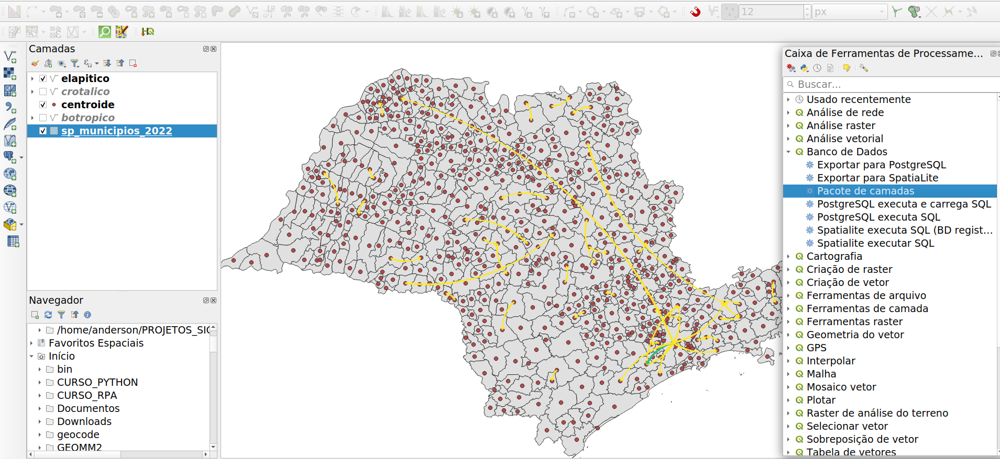 12
px
HQ
Camadas
elapitico
crotalico
centroide
botropico
sp_municipios_2022
Navegador
/home/anderson/PROJETOS_SIG
Favoritos Espaciais
Início
bin
CURSO_PYTHON
CURSO_RPA
Documentos
Downloads
geocode
GEOMM2
Caixa de Ferramentas de Processame...
Buscar...
Usado recentemente
Análise de rede
Análise raster
Análise vetorial
Banco de Dados
Exportar para PostgreSQL
Exportar para SpatiaLite
Pacote de camadas
PostgreSQL executa e carrega SQL
PostgreSQL executa SQL
Spatialite executa SQL (BD regist...
Spatialite executar SQL
Cartografia
Criação de raster
Criação de vetor
Ferramentas de arquivo
Ferramentas de camada
Ferramentas raster
Geometria do vetor
GPS
Interpolar
Malha
Mosaico vetor
Plotar
Raster de análise do terreno
Selecionar vetor
Sobreposição de vetor
Tabela de vetores